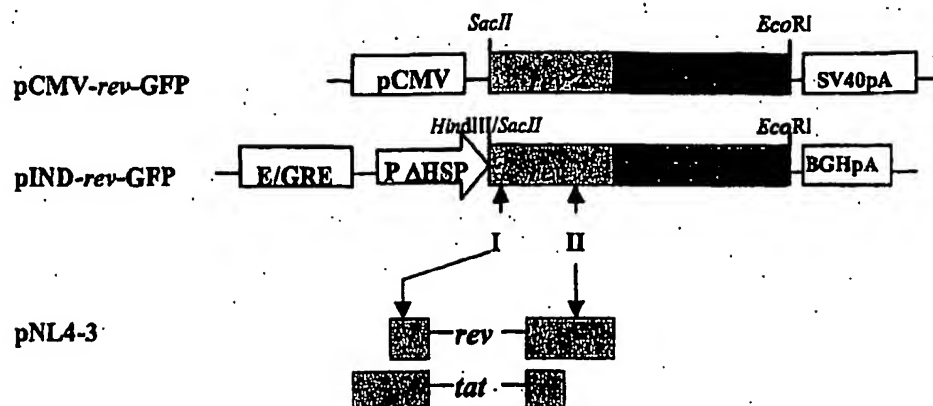 SacII EcoRI
pCMV-rev-GFP pCMV SV40pA
HindIII/SacII EcoRI
pIND-rev-GFP E/GRE P ΔHSP rev BGHpA
I II
pNL4-3 rev
tat